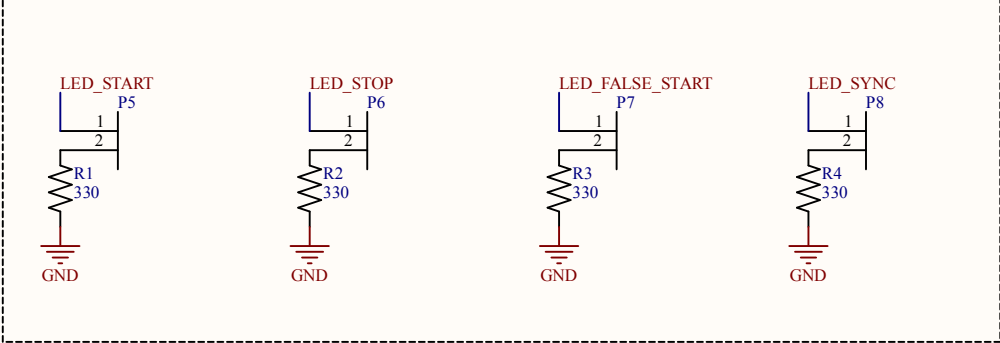 LED_START
P5
1
2
R1
330
GND
LED_STOP
P6
1
2
R2
330
GND
LED_FALSE_START
P7
1
2
R3
330
GND
LED_SYNC
P8
1
2
R4
330
GND